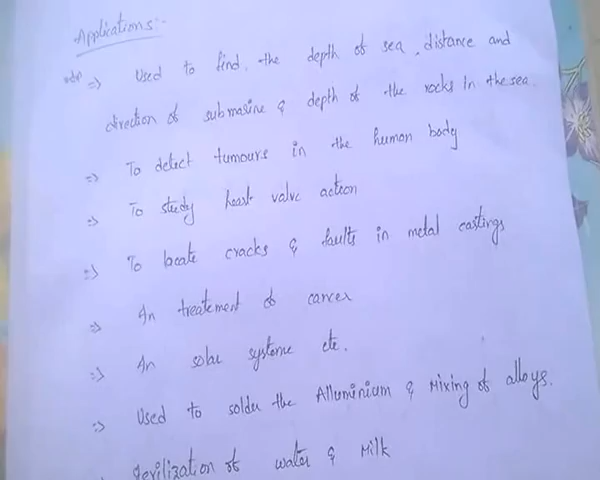 Applications:-
=> Used to find, the depth of sea, distance and
direction of submarine & depth of the rocks in the sea.
=> To detect tumours in the human body
=> To study heart valve action
=> To locate cracks & faults in metal castings
=> In treatement of cancer
=> In solar systeme etc.
=> Used to solder the Alluminium & Mixing of alloys.
Serilization of water & Milk